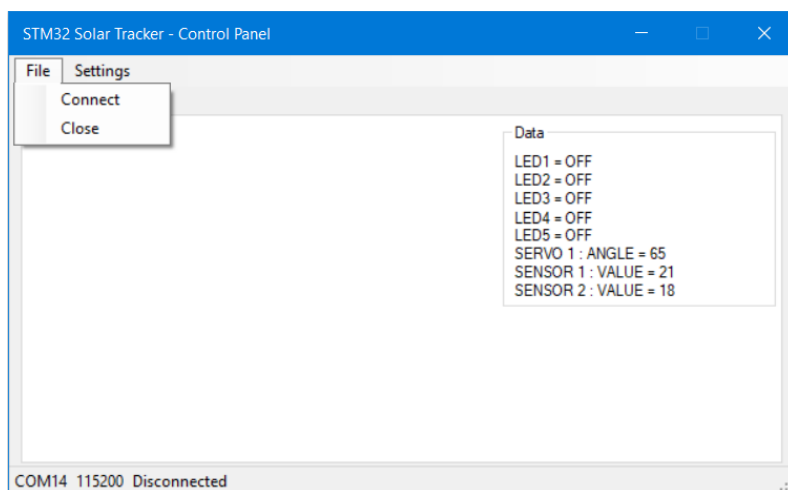 STM32 Solar Tracker - Control Panel
File Settings
Connect
Close
Data
LED1 = OFF
LED2 = OFF
LED3 = OFF
LED4 = OFF
LED5 = OFF
SERVO 1 : ANGLE = 65
SENSOR 1 : VALUE = 21
SENSOR 2 : VALUE = 18
COM14 115200 Disconnected